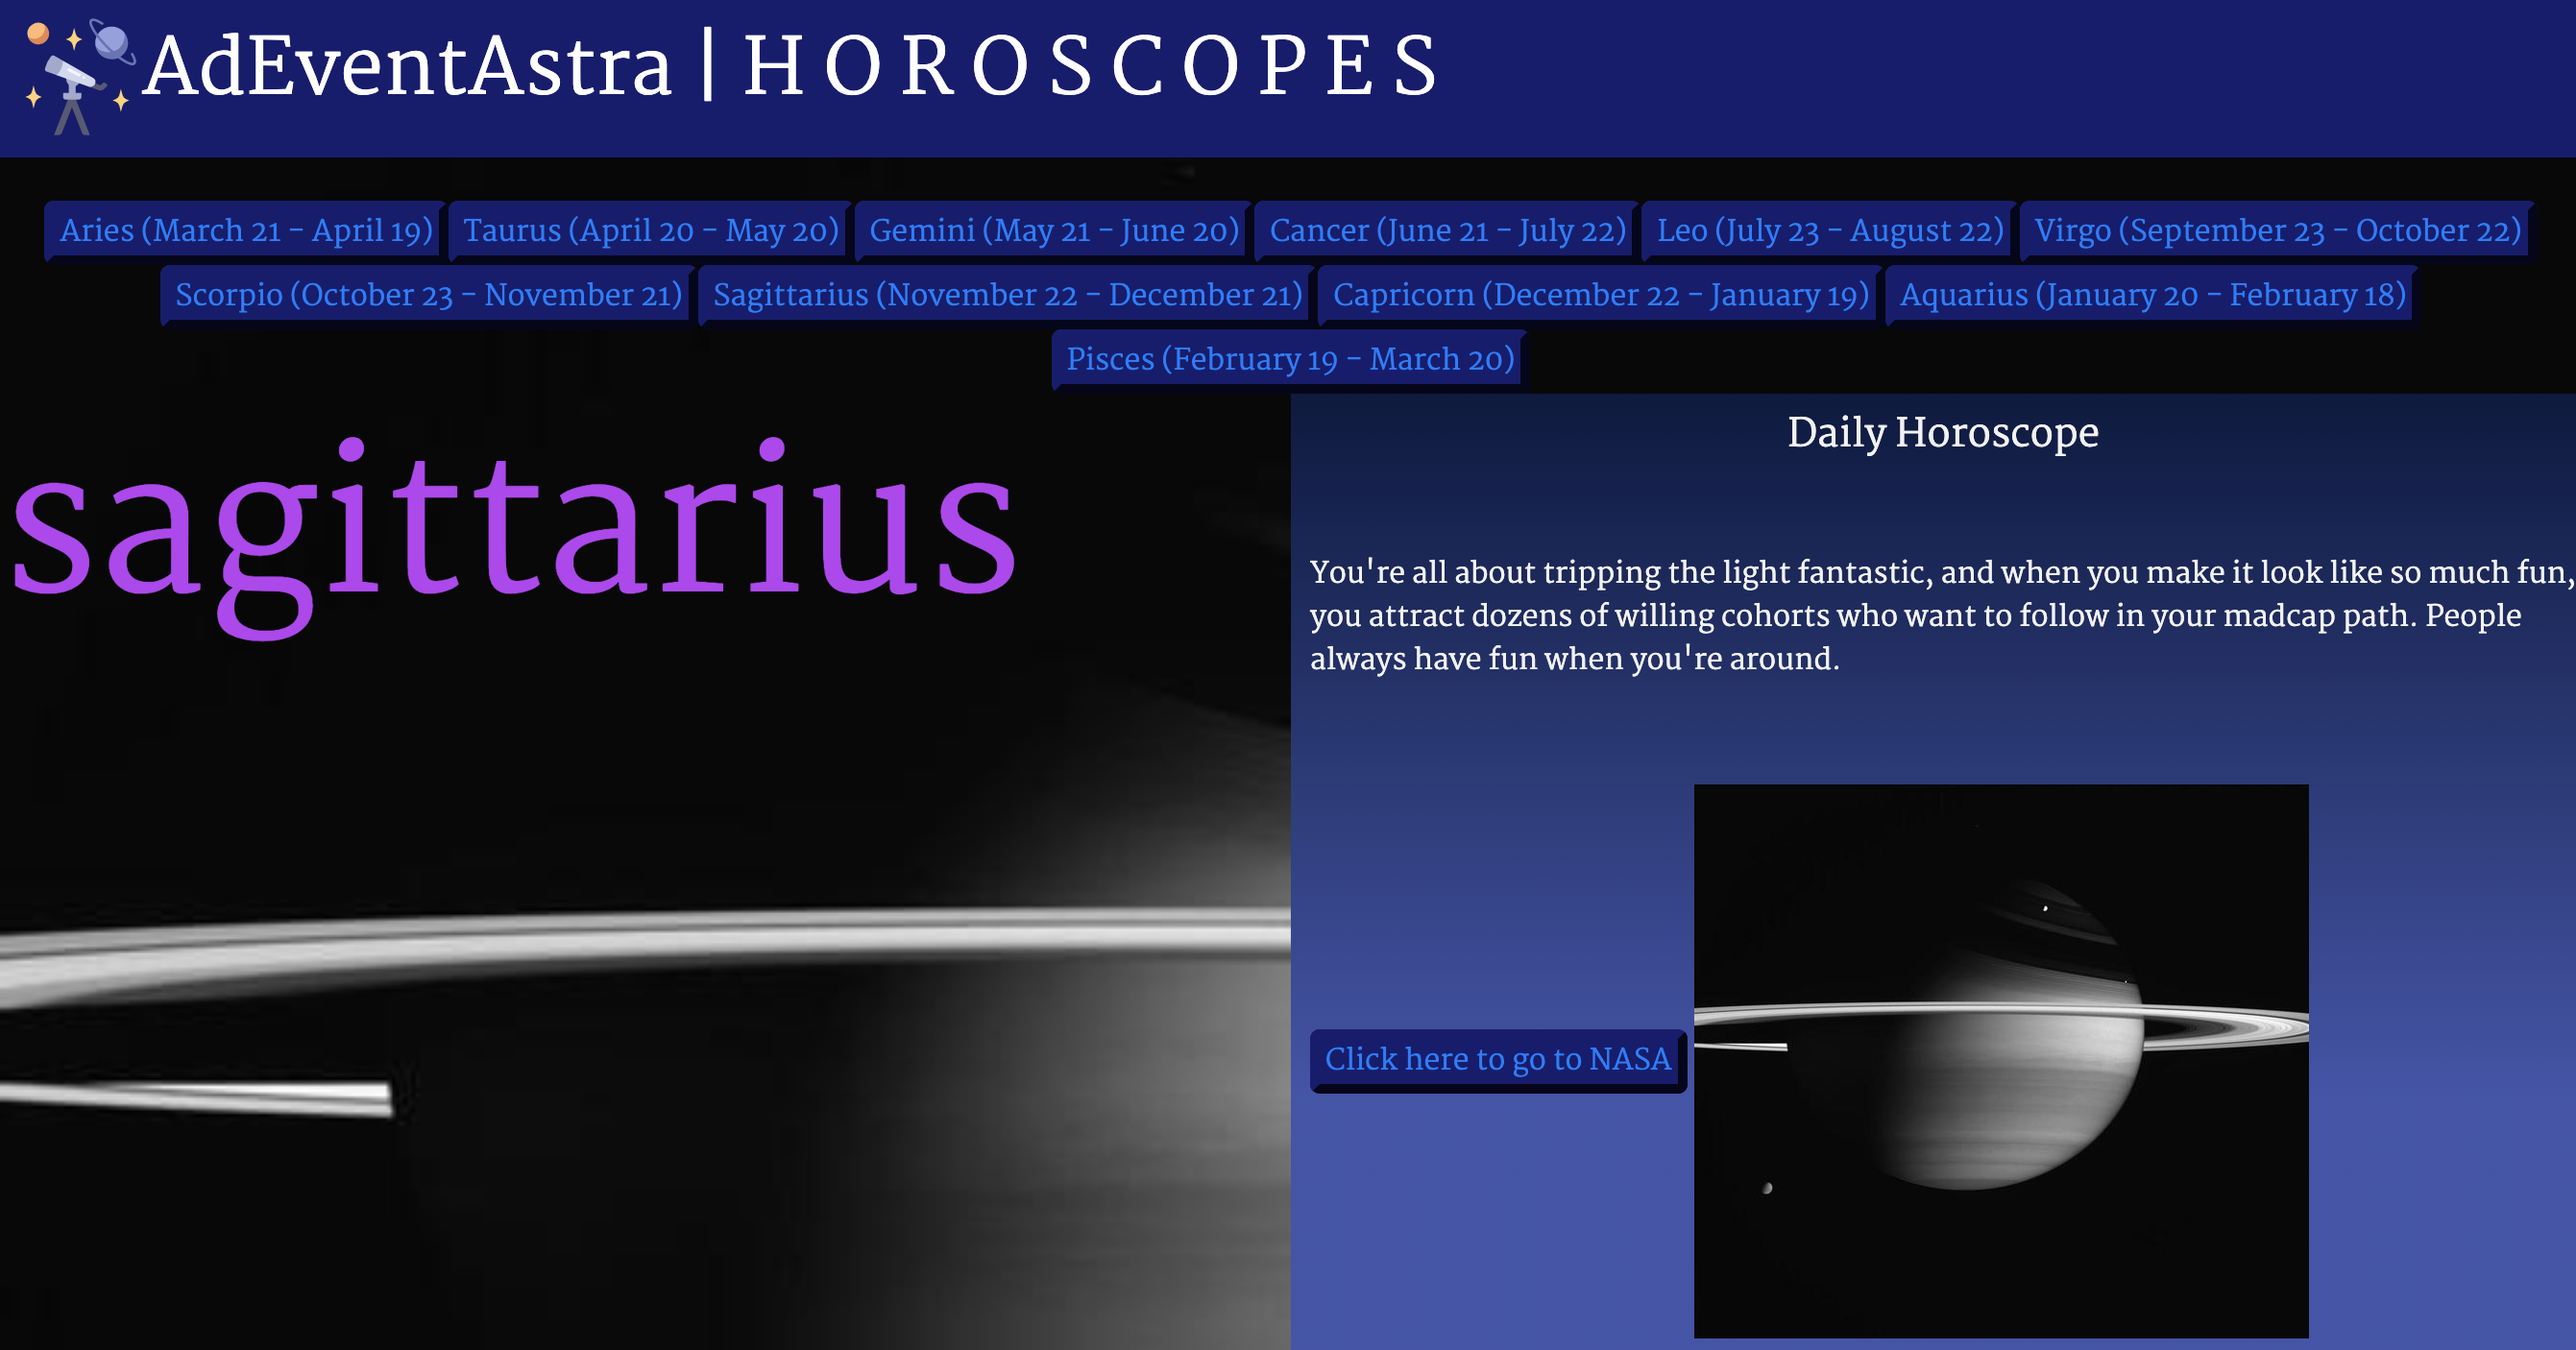 AdEventAstra | HOROSCOPES
Aries (March 21 - April 19) Taurus (April 20 - May 20) Gemini (May 21 - June 20) Cancer (June 21 - July 22) Leo (July 23 - August 22) Virgo (September 23 - October 22)
Scorpio (October 23 - November 21) Sagittarius (November 22 - December 21) Capricorn (December 22 - January 19) Aquarius (January 20 - February 18)
Pisces (February 19 - March 20)
sagittarius
Daily Horoscope
You're all about tripping the light fantastic, and when you make it look like so much fun,
you attract dozens of willing cohorts who want to follow in your madcap path. People
always have fun when you're around.
Click here to go to NASA